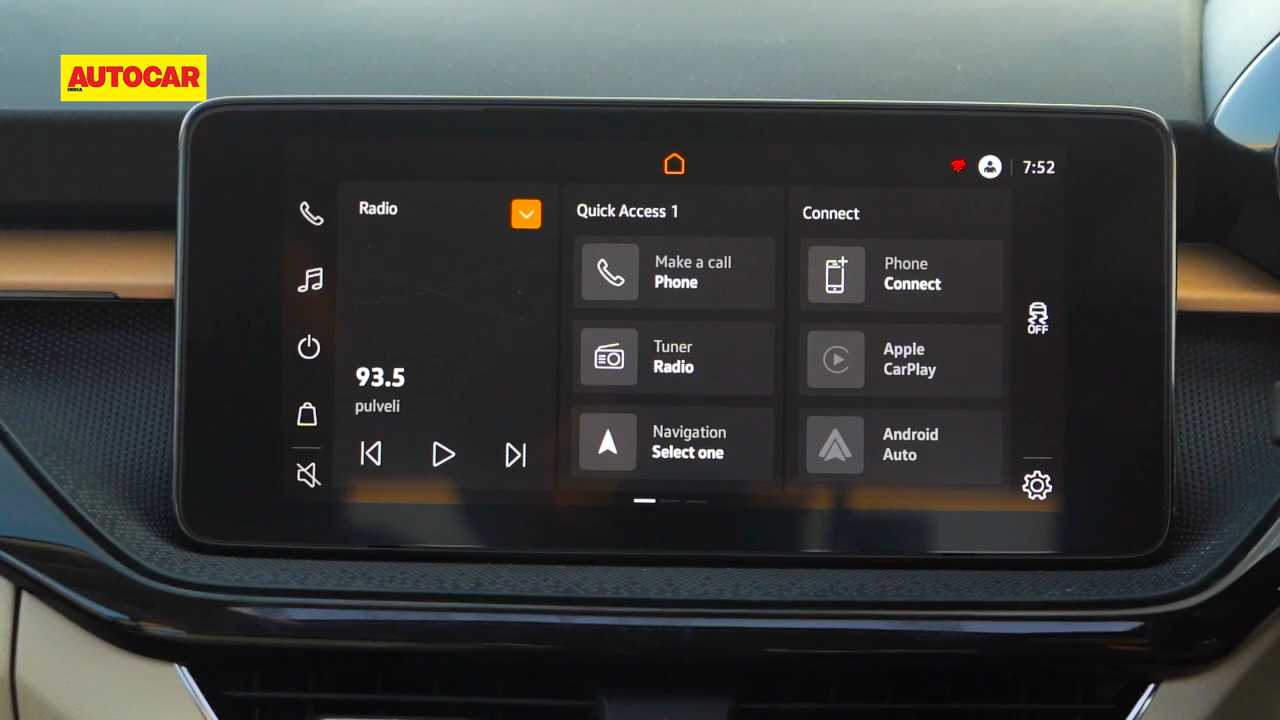 AUTOCAR
INDIA
7:52
Radio
93.5
pulveli
Quick Access 1
Make a call
Phone
Tuner
Radio
Navigation
Select one
Connect
Phone
Connect
Apple
CarPlay
Android
Auto
OFF